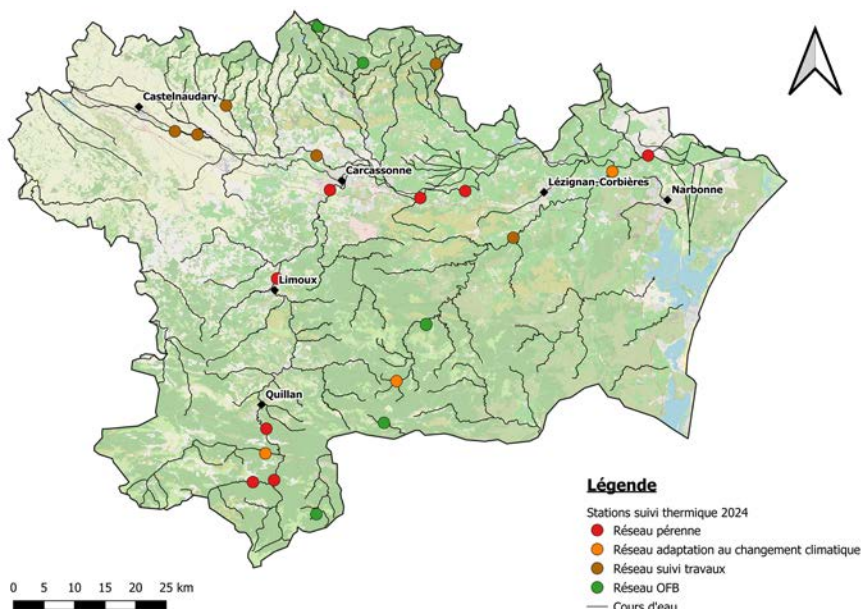 Castelnaudary
Carcassonne
Lézignan-Corbières
Narbonne
Limoux
Quillan
Légende
Stations suivi thermique 2024
Réseau pérenne
Réseau adaptation au changement climatique
Réseau suivi travaux
Réseau OFB
Cours d'eau
0 5 10 15 20 25 km